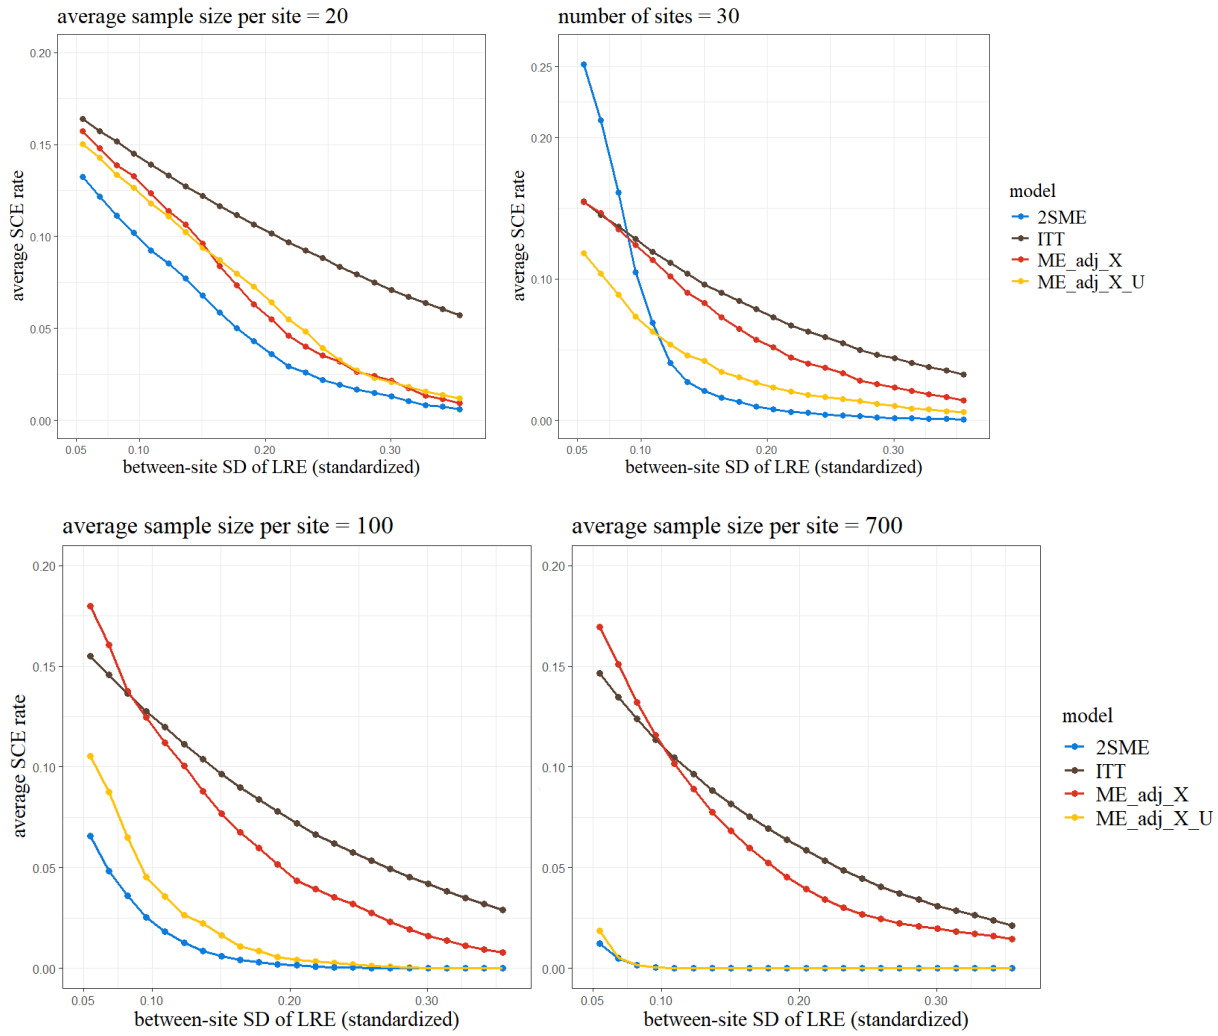 average sample size per site = 20
0.20
0.15
0.10
0.05
0.00
average SCE rate
0.05 0.10 0.20 0.30
between-site SD of LRE (standardized)
number of sites = 30
0.25
0.20
0.15
0.10
0.05
0.00
average SCE rate
0.05 0.10 0.20 0.30
between-site SD of LRE (standardized)
model
2SME
ITT
ME_adj_X
ME_adj_X_U
average sample size per site = 100
0.20
0.15
0.10
0.05
0.00
average SCE rate
0.05 0.10 0.20 0.30
between-site SD of LRE (standardized)
average sample size per site = 700
0.20
0.15
0.10
0.05
0.00
0.05 0.10 0.20 0.30
between-site SD of LRE (standardized)
model
2SME
ITT
ME_adj_X
ME_adj_X_U